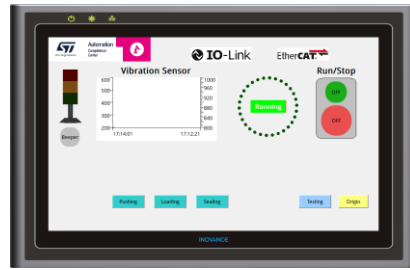 ST
Automation
Competence
Center
IO-Link
EtherCAT
Vibration Sensor
Run/Stop
600
500
400
300
200
1000
960
920
880
840
800
17:14:01
17:12:21
Running
OFF
OFF
Beeper
Pushing
Loading
Sealing
Testing
Origin
INOVANCE